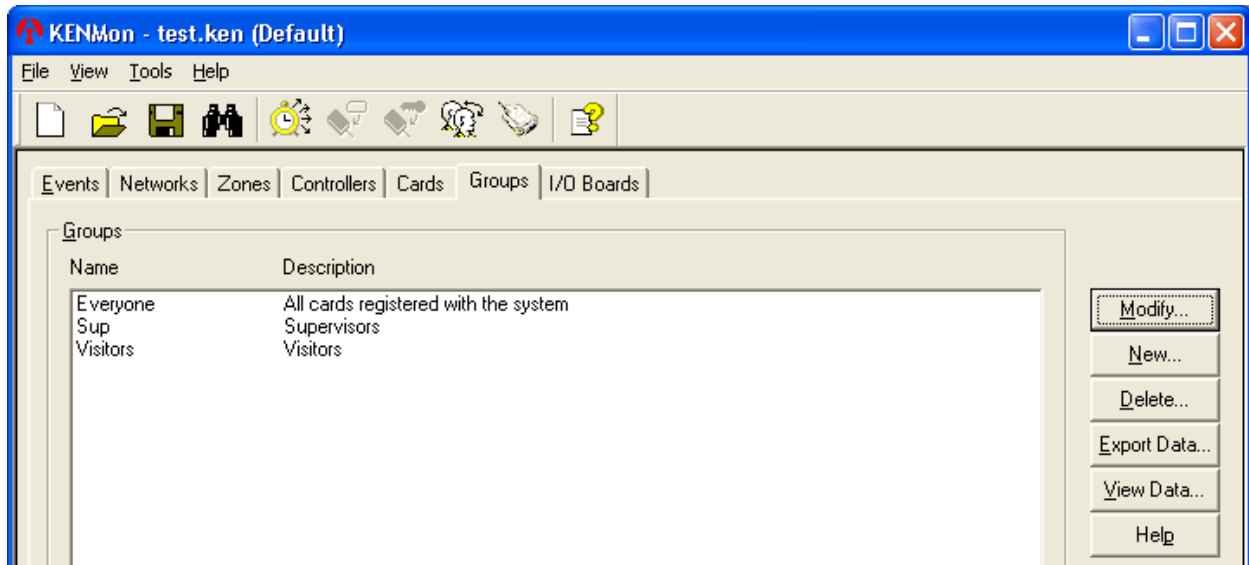 KENMon - test.ken (Default)
File View Tools Help
Events Networks Zones Controllers Cards Groups I/O Boards
Groups
Name Description
Everyone All cards registered with the system
Sup Supervisors
Visitors Visitors
Modify...
New...
Delete...
Export Data...
View Data...
Help